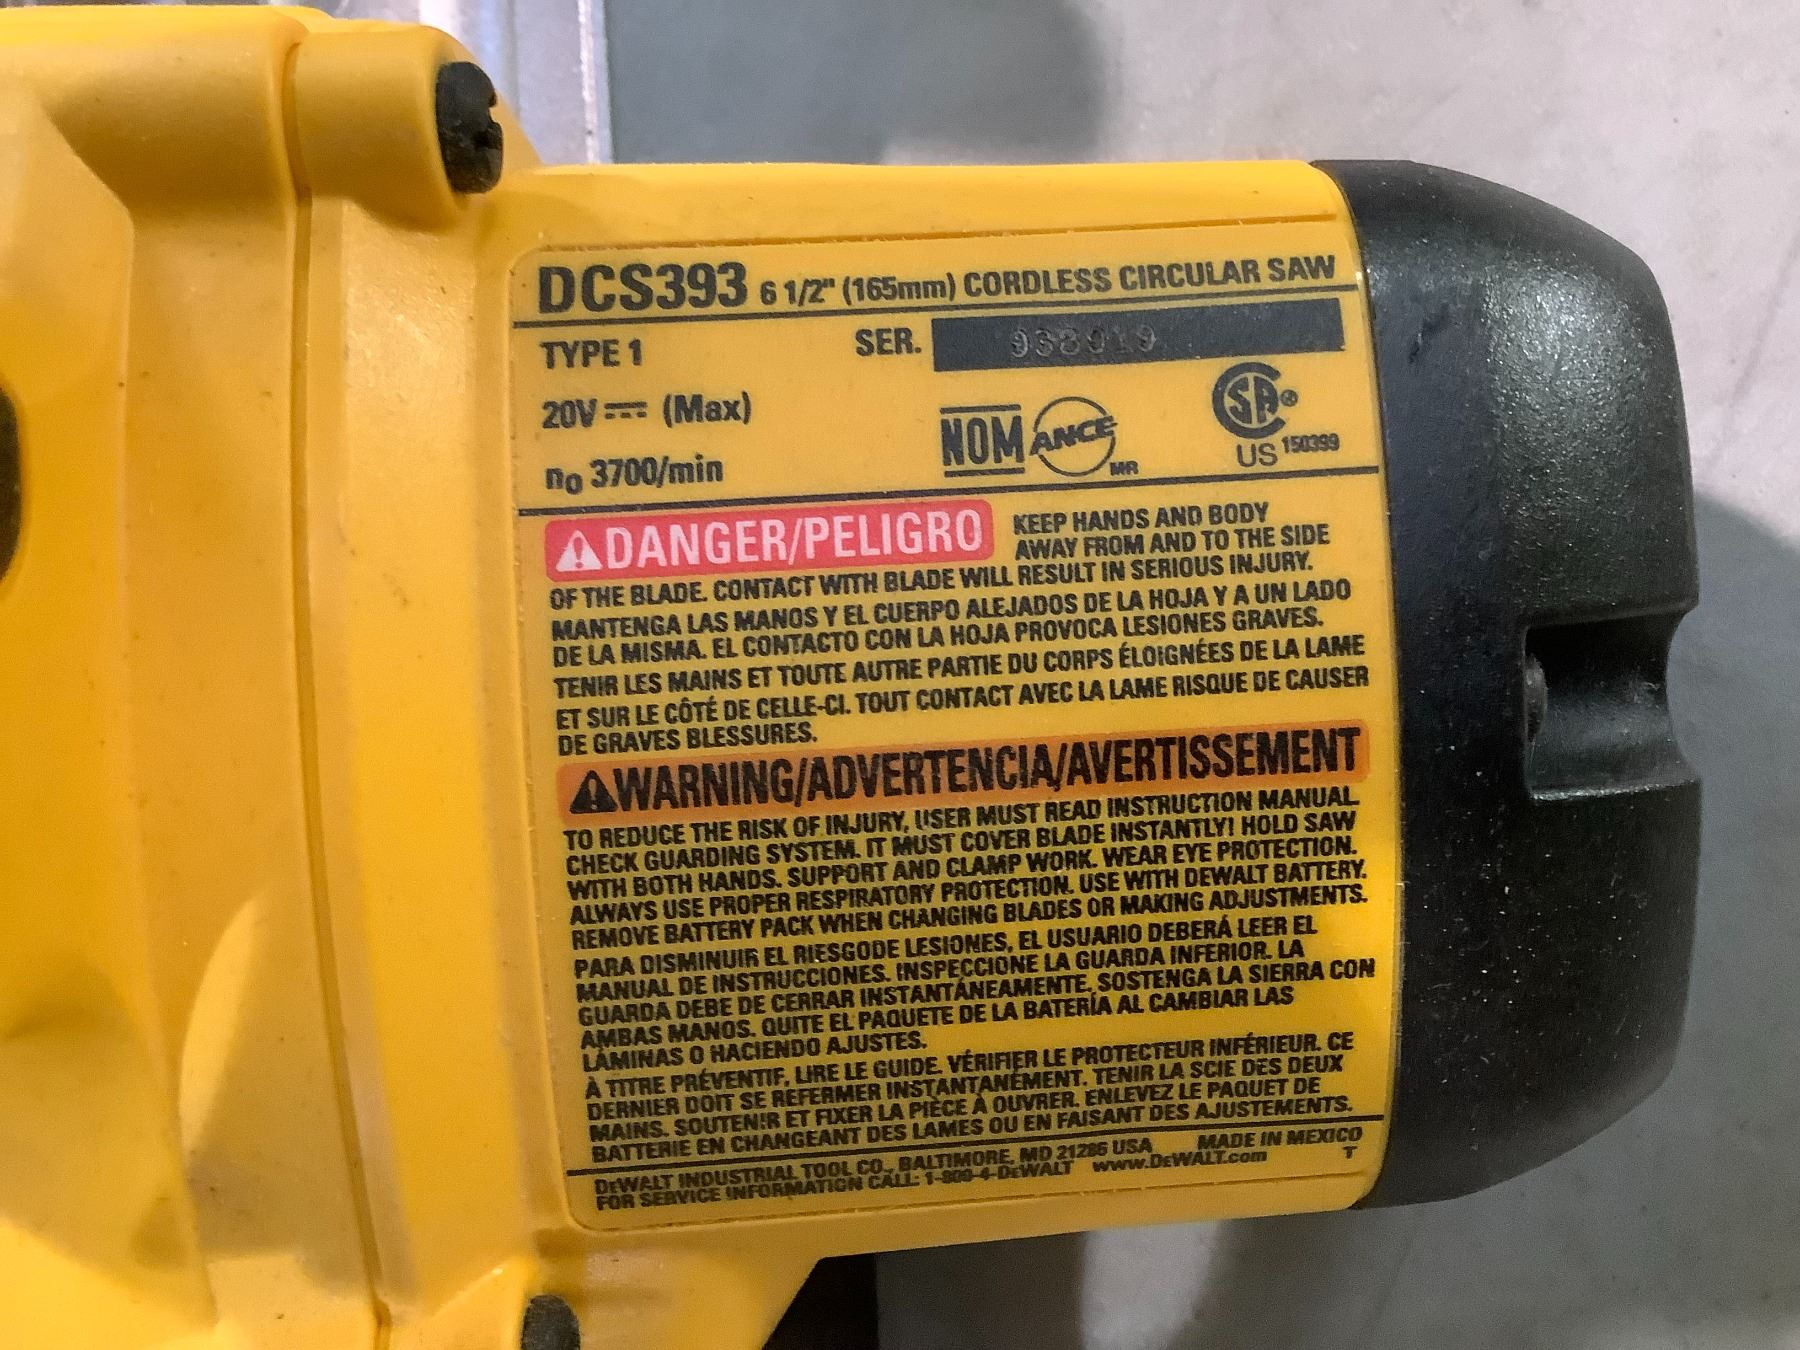 DCS393 6 1/2" (165mm) CORDLESS CIRCULAR SAW
TYPE 1 SER.
20V ⎓ (Max)
NOM ANCE MR
SA ® US 150399
n₀ 3700/min
⚠DANGER/PELIGRO KEEP HANDS AND BODY
AWAY FROM AND TO THE SIDE
OF THE BLADE. CONTACT WITH BLADE WILL RESULT IN SERIOUS INJURY.
MANTENGA LAS MANOS Y EL CUERPO ALEJADOS DE LA HOJA Y A UN LADO
DE LA MISMA. EL CONTACTO CON LA HOJA PROVOCA LESIONES GRAVES.
TENIR LES MAINS ET TOUTE AUTRE PARTIE DU CORPS ÉLOIGNÉES DE LA LAME
ET SUR LE CÔTÉ DE CELLE-CI. TOUT CONTACT AVEC LA LAME RISQUE DE CAUSER
DE GRAVES BLESSURES.
⚠WARNING/ADVERTENCIA/AVERTISSEMENT
TO REDUCE THE RISK OF INJURY, USER MUST READ INSTRUCTION MANUAL
CHECK GUARDING SYSTEM. IT MUST COVER BLADE INSTANTLY! HOLD SAW
WITH BOTH HANDS. SUPPORT AND CLAMP WORK. WEAR EYE PROTECTION.
ALWAYS USE PROPER RESPIRATORY PROTECTION. USE WITH DEWALT BATTERY.
REMOVE BATTERY PACK WHEN CHANGING BLADES OR MAKING ADJUSTMENTS.
PARA DISMINUIR EL RIESGODE LESIONES, EL USUARIO DEBERÁ LEER EL
MANUAL DE INSTRUCCIONES. INSPECCIONE LA GUARDA INFERIOR. LA
GUARDA DEBE DE CERRAR INSTANTÁNEAMENTE. SOSTENGA LA SIERRA CON
AMBAS MANOS. QUITE EL PAQUETE DE LA BATERÍA AL CAMBIAR LAS
LÁMINAS O HACIENDO AJUSTES.
À TITRE PRÉVENTIF, LIRE LE GUIDE. VÉRIFIER LE PROTECTEUR INFÉRIEUR. CE
DERNIER DOIT SE REFERMER INSTANTANÉMENT. TENIR LA SCIE DES DEUX
MAINS. SOUTENIR ET FIXER LA PIÈCE À OUVRER. ENLEVEZ LE PAQUET DE
BATTERIE EN CHANGEANT DES LAMES OU EN FAISANT DES AJUSTEMENTS.
DEWALT INDUSTRIAL TOOL CO., BALTIMORE, MD 21286 USA MADE IN MEXICO
FOR SERVICE INFORMATION CALL: 1-800-4-DEWALT www.DEWALT.com T